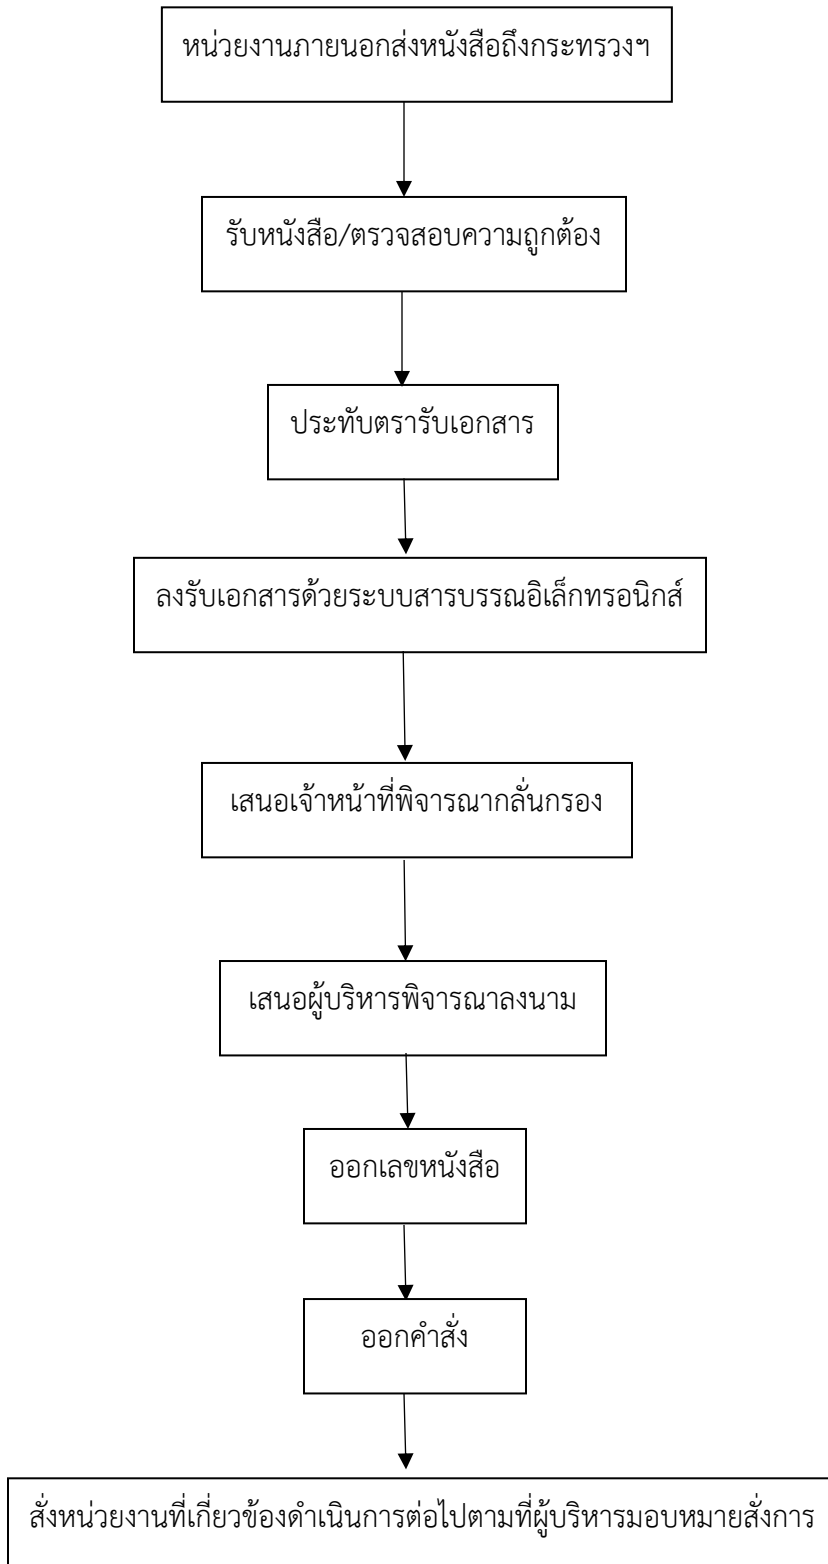 หน่วยงานภายนอกส่งหนังสือถึงกระทรวงฯ
รับหนังสือ/ตรวจสอบความถูกต้อง
ประทับตรารับเอกสาร
ลงรับเอกสารด้วยระบบสารบรรณอิเล็กทรอนิกส์
เสนอเจ้าหน้าที่พิจารณากลั่นกรอง
เสนอผู้บริหารพิจารณาลงนาม
ออกเลขหนังสือ
ออกคำสั่ง
สั่งหน่วยงานที่เกี่ยวข้องดำเนินการต่อไปตามที่ผู้บริหารมอบหมายสั่งการ